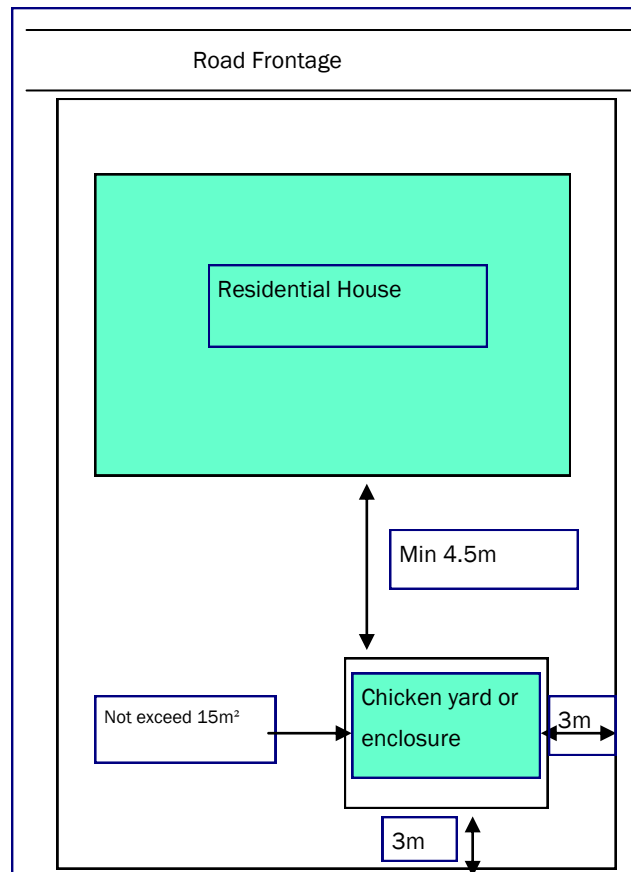 Road Frontage
Residential House
Min 4.5m
Not exceed 15m²
Chicken yard or
enclosure
3m
3m